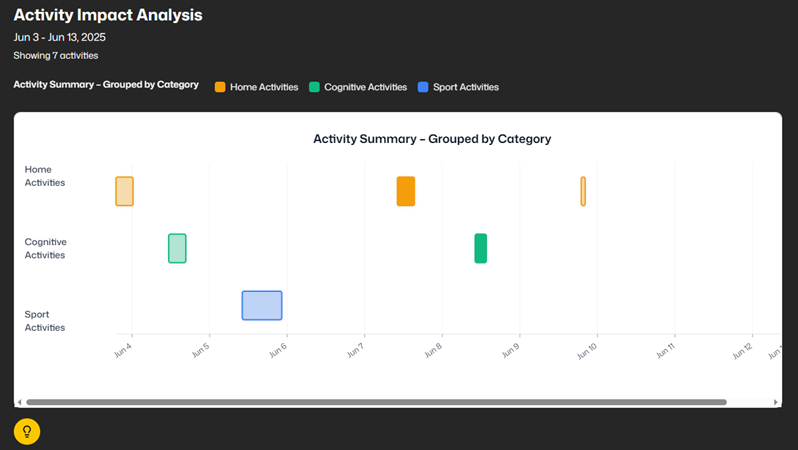 Activity Impact Analysis
Jun 3 - Jun 13, 2025
Showing 7 activities
Activity Summary – Grouped by Category Home Activities Cognitive Activities Sport Activities
Activity Summary – Grouped by Category
Home
Activities
Cognitive
Activities
Sport
Activities
Jun 4 Jun 5 Jun 6 Jun 7 Jun 8 Jun 9 Jun 10 Jun 11 Jun 12